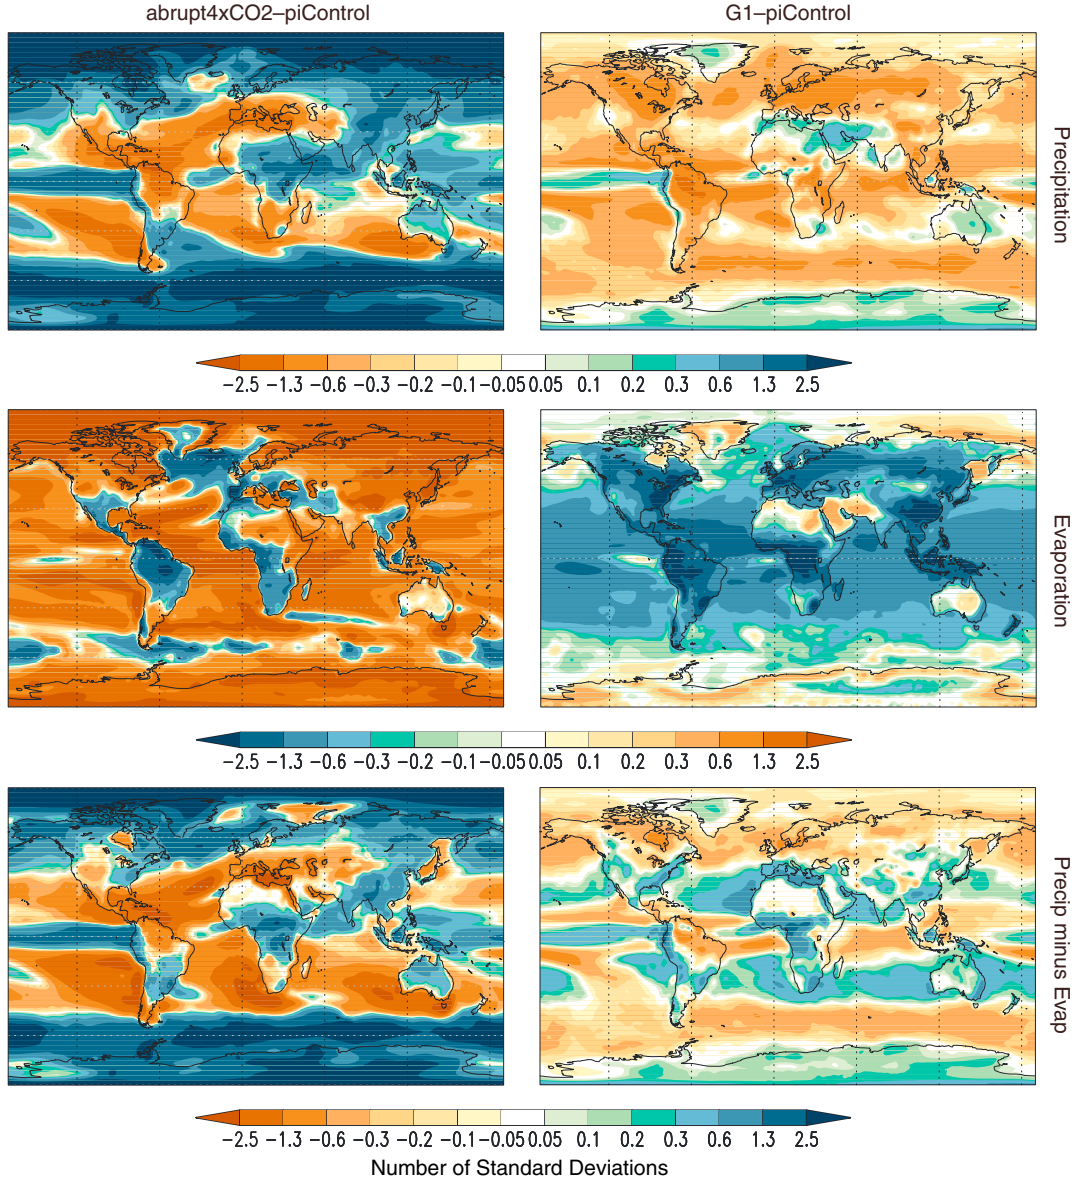 abrupt4xCO2–piControl
G1–piControl
Precipitation
−2.5 −1.3 −0.6 −0.3 −0.2 −0.1 −0.05 0.05 0.1 0.2 0.3 0.6 1.3 2.5
Evaporation
−2.5 −1.3 −0.6 −0.3 −0.2 −0.1 −0.05 0.05 0.1 0.2 0.3 0.6 1.3 2.5
Precip minus Evap
−2.5 −1.3 −0.6 −0.3 −0.2 −0.1 −0.05 0.05 0.1 0.2 0.3 0.6 1.3 2.5
Number of Standard Deviations